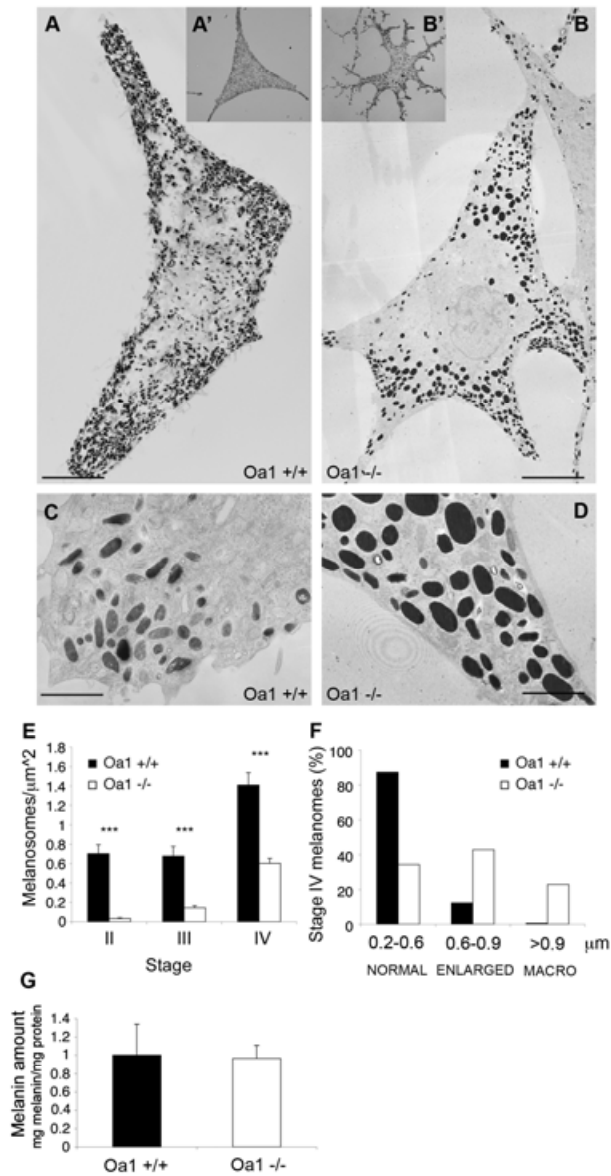 A
A'
B'
B
Oa1 +/+
Oa1 -/-
C
D
Oa1 +/+
Oa1 -/-
E
Oa1 +/+
Oa1 -/-
Melanosomes/μm^2
1.8
1.6
1.4
1.2
1
0.8
0.6
0.4
0.2
0
***
***
***
II
III
IV
Stage
F
Oa1 +/+
Oa1 -/-
Stage IV melanomes (%)
100
80
60
40
20
0.2-0.6
0.6-0.9
>0.9
μm
NORMAL
ENLARGED
MACRO
G
Melanin amount
mg melanin/mg protein
1.4
1.2
1
0.8
0.6
0.4
0.2
0
Oa1 +/+
Oa1 -/-